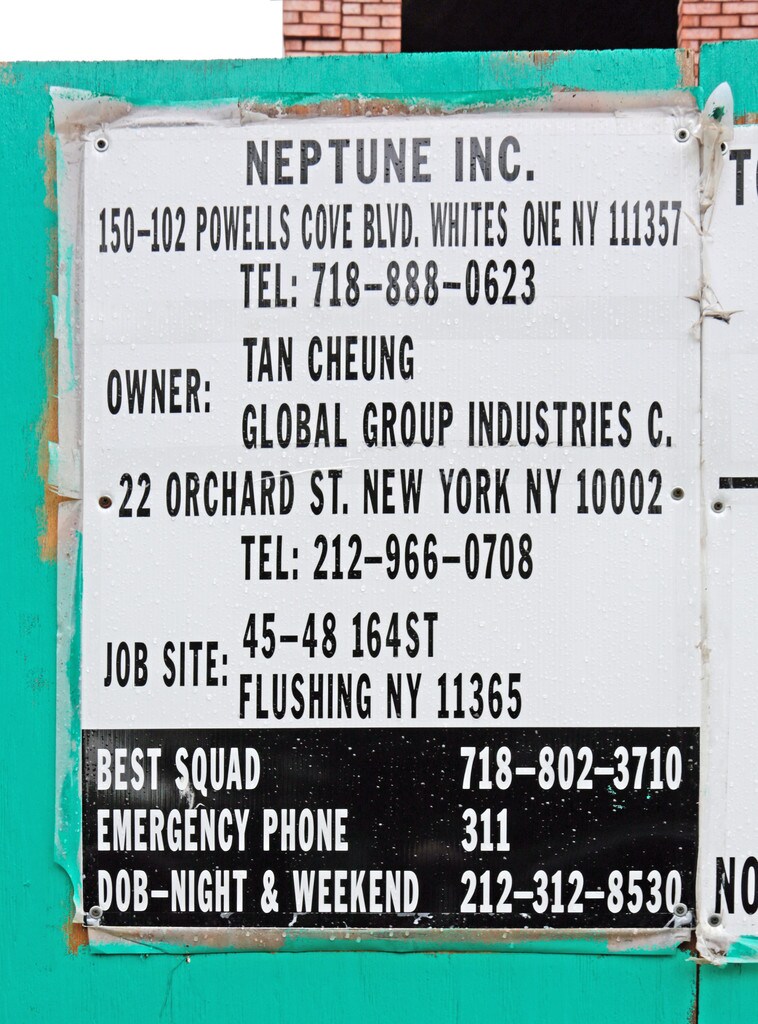 NEPTUNE INC.
150-102 POWELLS COVE BLVD. WHITES ONE NY 111357
TEL: 718-888-0623
OWNER: TAN CHEUNG
GLOBAL GROUP INDUSTRIES C.
22 ORCHARD ST. NEW YORK NY 10002
TEL: 212-966-0708
JOB SITE: 45-48 164ST
FLUSHING NY 11365
BEST SQUAD 718-802-3710
EMERGENCY PHONE 311
DOB-NIGHT & WEEKEND 212-312-8530
NO